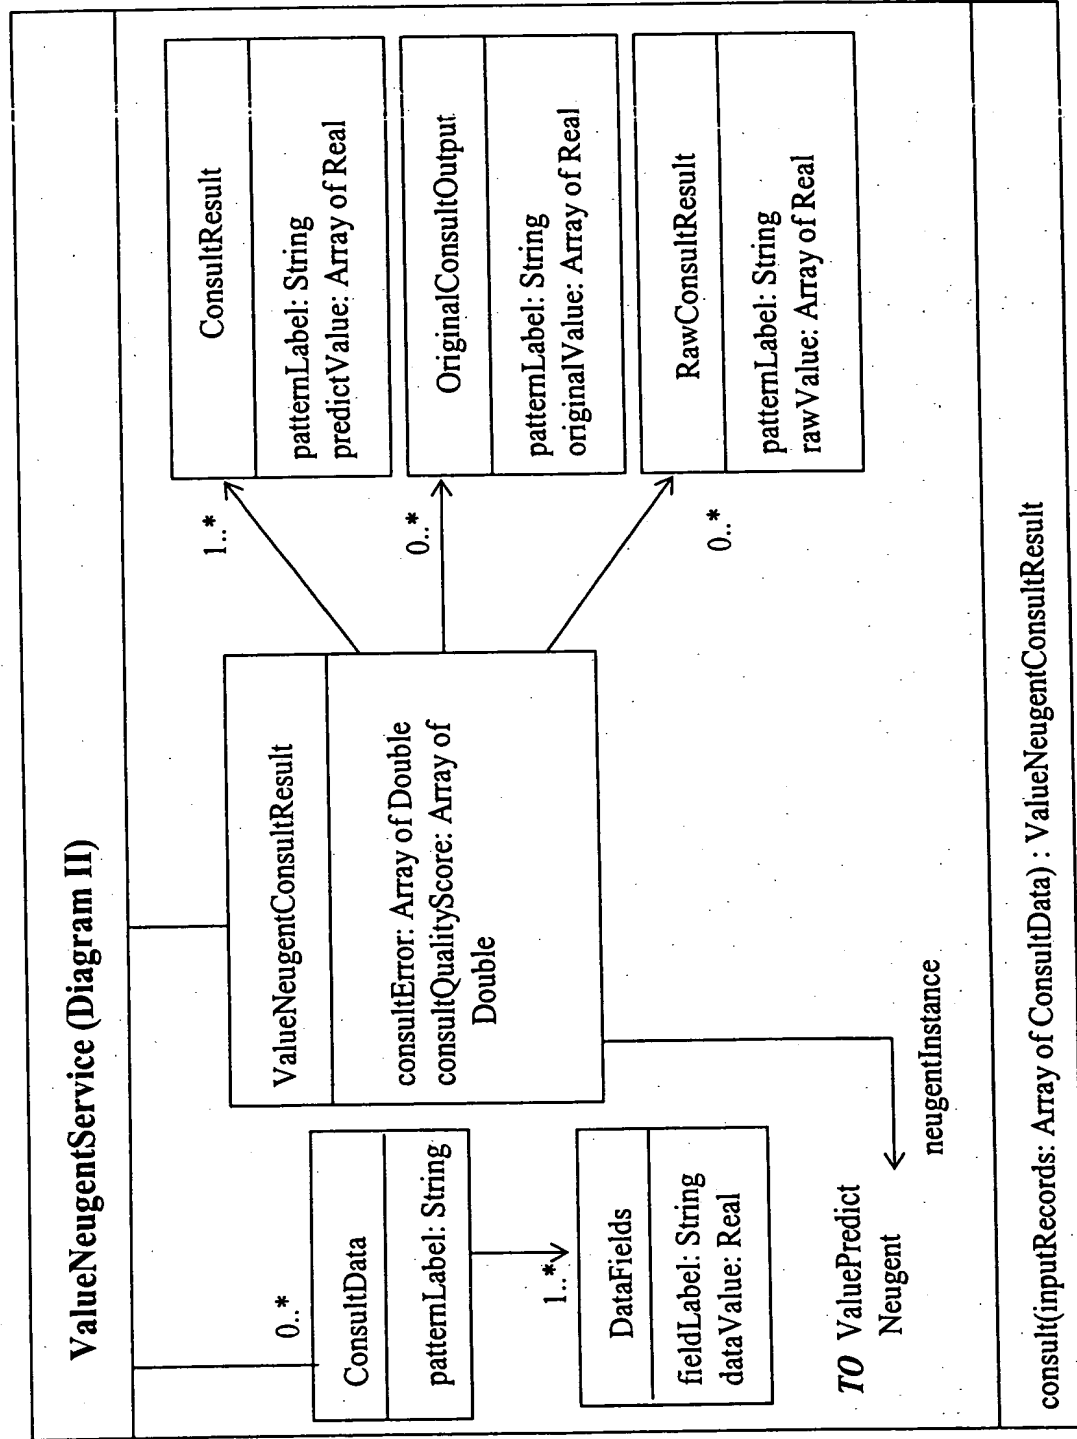 ValueNeugentService (Diagram II)
0..*
ConsultData
patternLabel: String
1..*
DataFields
fieldLabel: String
dataValue: Real
TO ValuePredict
Neugent
neugentInstance
ValueNeugentConsultResult
consultError: Array of Double
consultQualityScore: Array of
Double
1..*
ConsultResult
patternLabel: String
predictValue: Array of Real
0..*
OriginalConsultOutput
patternLabel: String
originalValue: Array of Real
0..*
RawConsultResult
patternLabel: String
rawValue: Array of Real
consult(inputRecords: Array of ConsultData) : ValueNeugentConsultResult